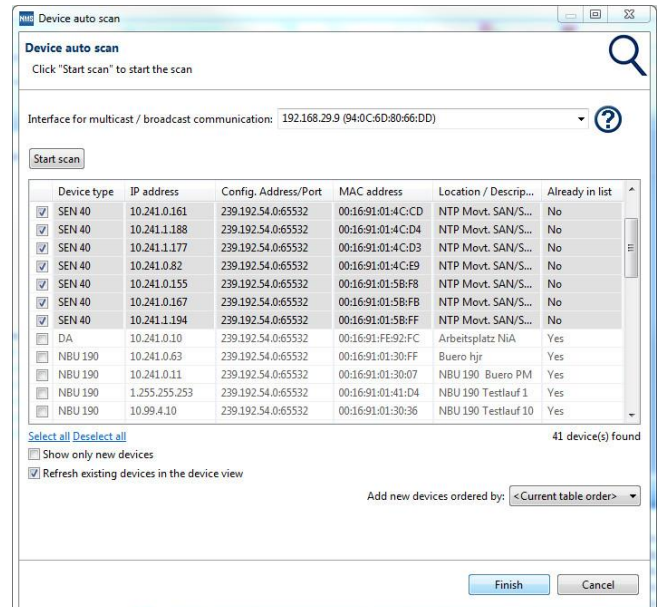 NMS Device auto scan
Device auto scan
Click "Start scan" to start the scan
Interface for multicast / broadcast communication: 192.168.29.9 (94:0C:6D:80:66:DD)
Start scan
Device type IP address Config. Address/Port MAC address Location / Descrip... Already in list
SEN 40 10.241.0.161 239.192.54.0:65532 00:16:91:01:4C:CD NTP Movt. SAN/S... No
SEN 40 10.241.1.188 239.192.54.0:65532 00:16:91:01:4C:D4 NTP Movt. SAN/S... No
SEN 40 10.241.1.177 239.192.54.0:65532 00:16:91:01:4C:D3 NTP Movt. SAN/S... No
SEN 40 10.241.0.82 239.192.54.0:65532 00:16:91:01:4C:E9 NTP Movt. SAN/S... No
SEN 40 10.241.0.155 239.192.54.0:65532 00:16:91:01:5B:F8 NTP Movt. SAN/S... No
SEN 40 10.241.0.167 239.192.54.0:65532 00:16:91:01:5B:FB NTP Movt. SAN/S... No
SEN 40 10.241.1.194 239.192.54.0:65532 00:16:91:01:5B:FF NTP Movt. SAN/S... No
DA 10.241.0.10 239.192.54.0:65532 00:16:91:FE:92:FC Arbeitsplatz NiA Yes
NBU 190 10.241.0.63 239.192.54.0:65532 00:16:91:01:30:FF Buero hjr Yes
NBU 190 10.241.0.11 239.192.54.0:65532 00:16:91:01:30:07 NBU 190 Buero PM Yes
NBU 190 1.255.255.253 239.192.54.0:65532 00:16:91:01:41:D4 NBU 190 Testlauf 1 Yes
NBU 190 10.99.4.10 239.192.54.0:65532 00:16:91:01:30:36 NBU 190 Testlauf 10 Yes
Select all Deselect all 41 device(s) found
Show only new devices
Refresh existing devices in the device view
Add new devices ordered by: <Current table order>
Finish Cancel